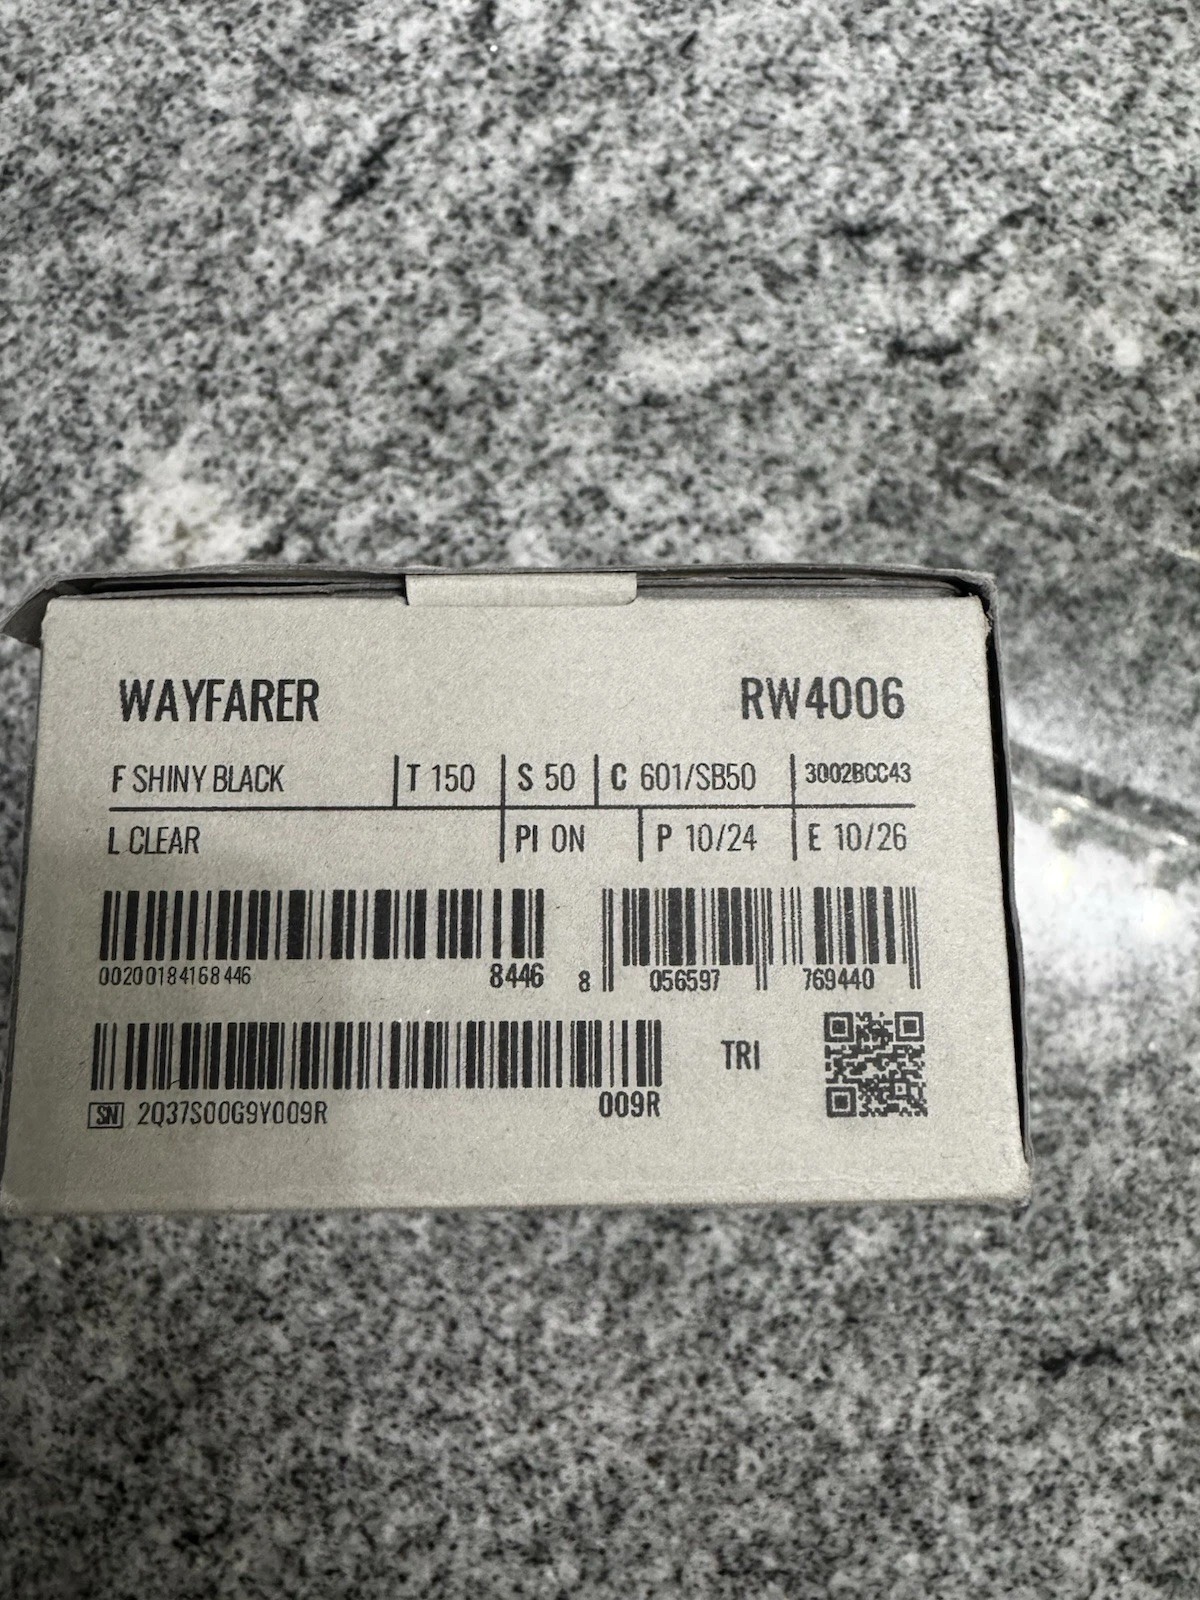 WAYFARER RW4006
F SHINY BLACK T 150 S 50 C 601/SB50 3002BCC43
L CLEAR PI ON P 10/24 E 10/26
00200184168446 8446 8 056597 769440
TRI
SN 2Q37S00G9Y009R 009R